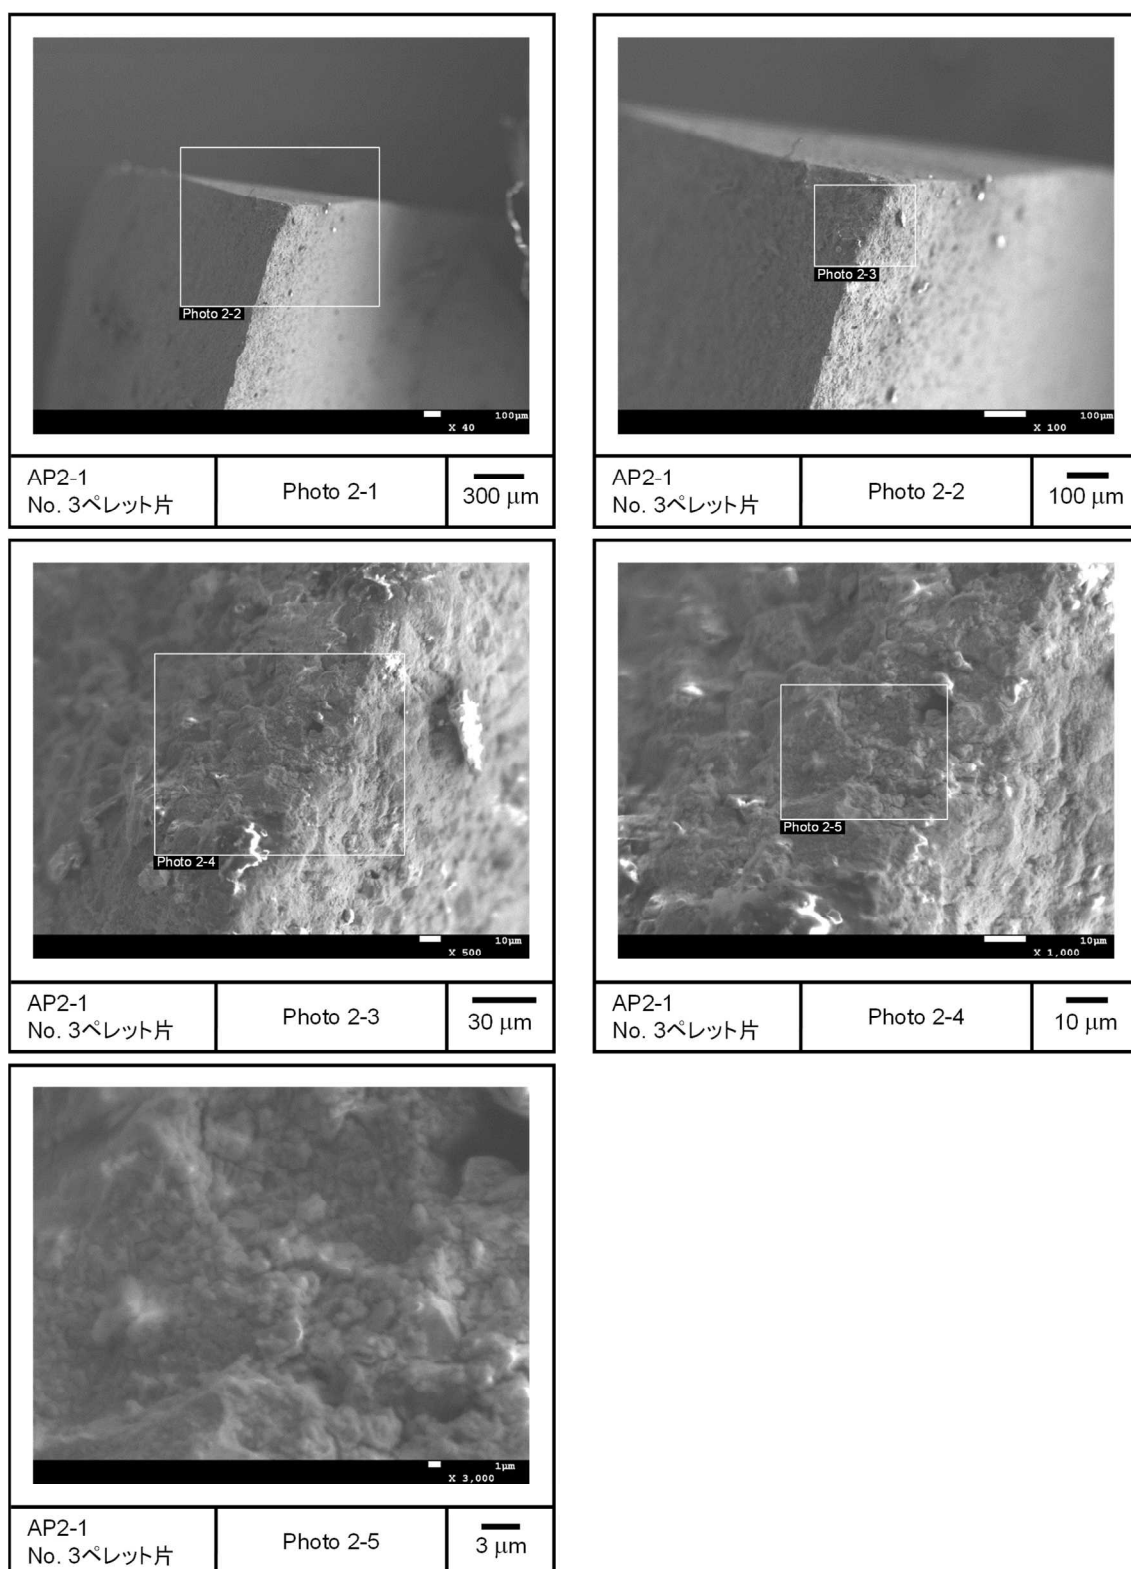 Photo 2-2
100μm
X 40
AP2-1
No. 3ペレット片
Photo 2-1
300 μm
Photo 2-3
100μm
X 100
AP2-1
No. 3ペレット片
Photo 2-2
100 μm
Photo 2-4
10μm
X 500
AP2-1
No. 3ペレット片
Photo 2-3
30 μm
Photo 2-5
10μm
X 1,000
AP2-1
No. 3ペレット片
Photo 2-4
10 μm
1μm
X 3,000
AP2-1
No. 3ペレット片
Photo 2-5
3 μm